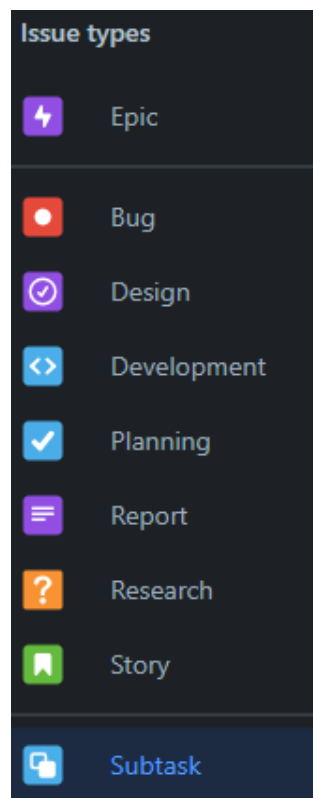 Issue types
Epic
Bug
Design
Development
Planning
Report
Research
Story
Subtask